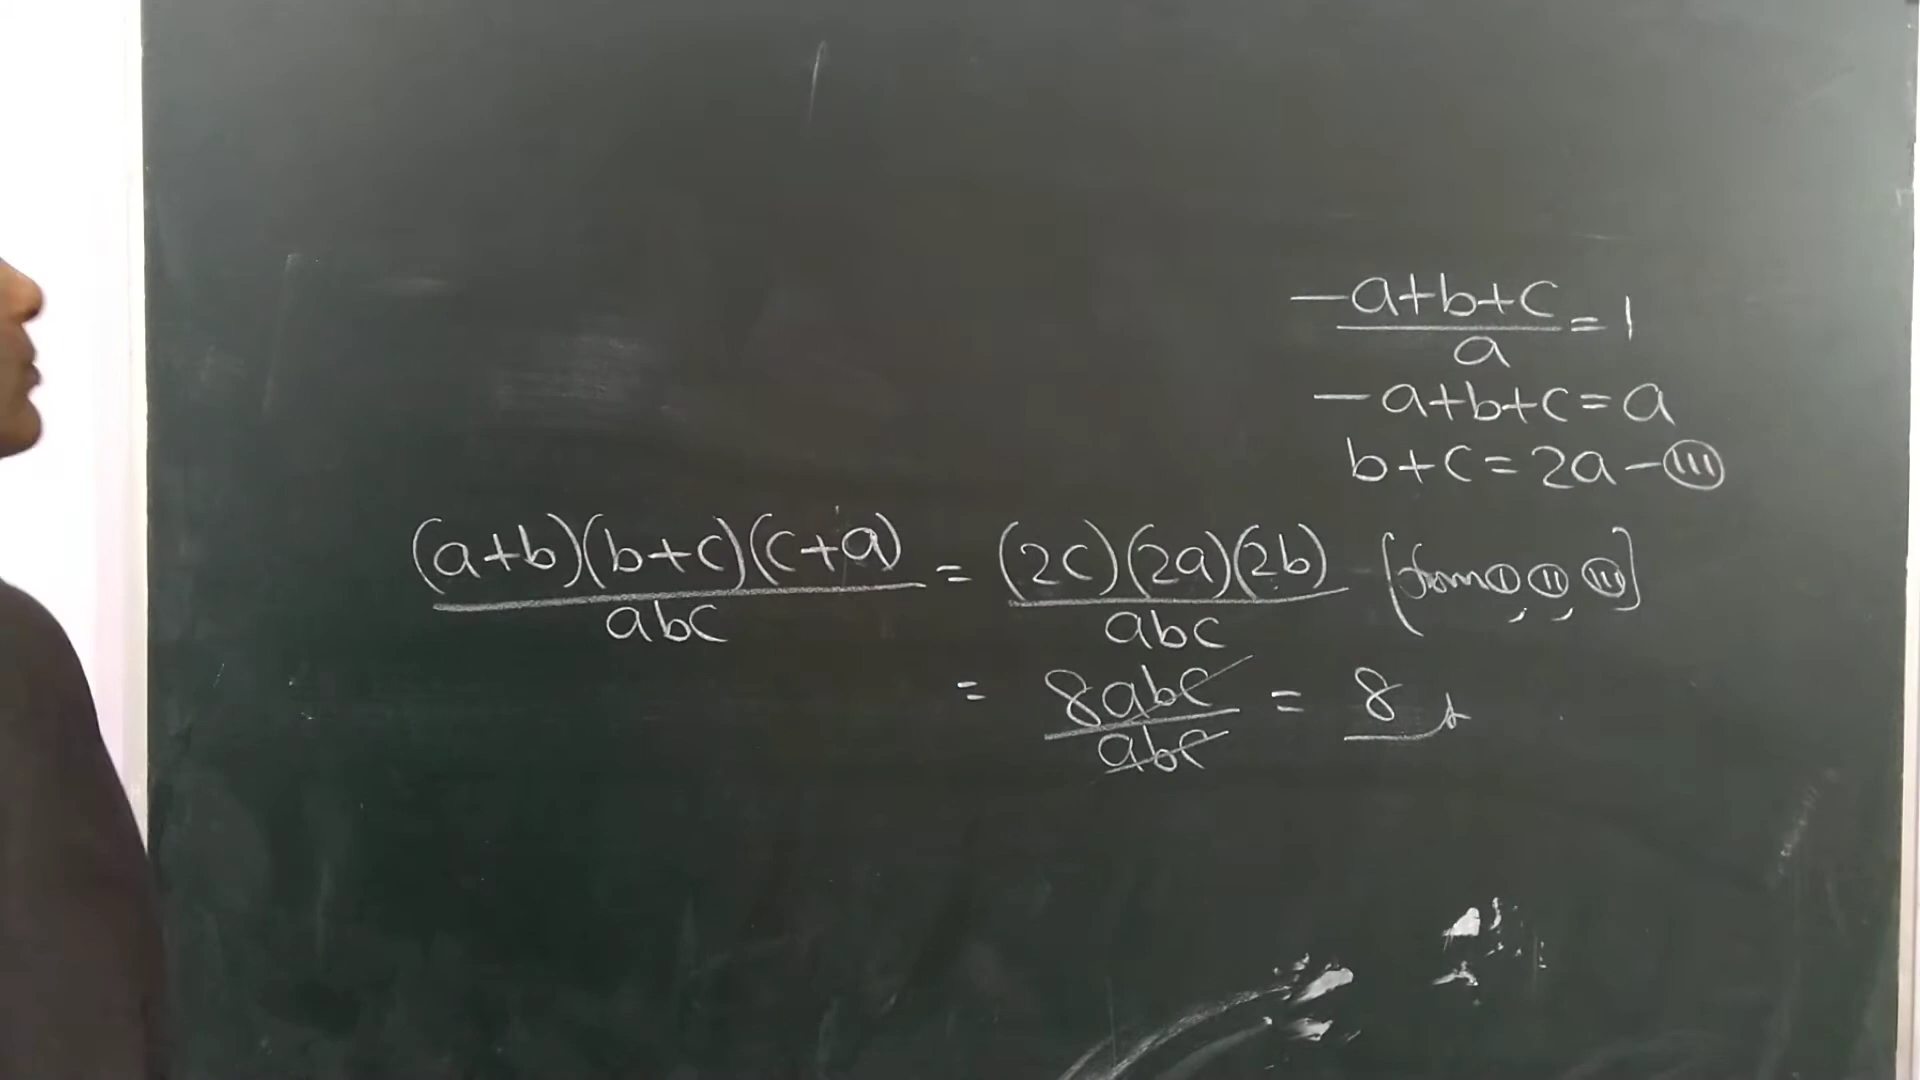 (-a+b+c)/a = 1
-a+b+c=a
b+c=2a-(III)
(a+b)(b+c)(c+a)/abc = (2c)(2a)(2b)/abc [from (I), (II), (III)]
= 8abc/abc = 8